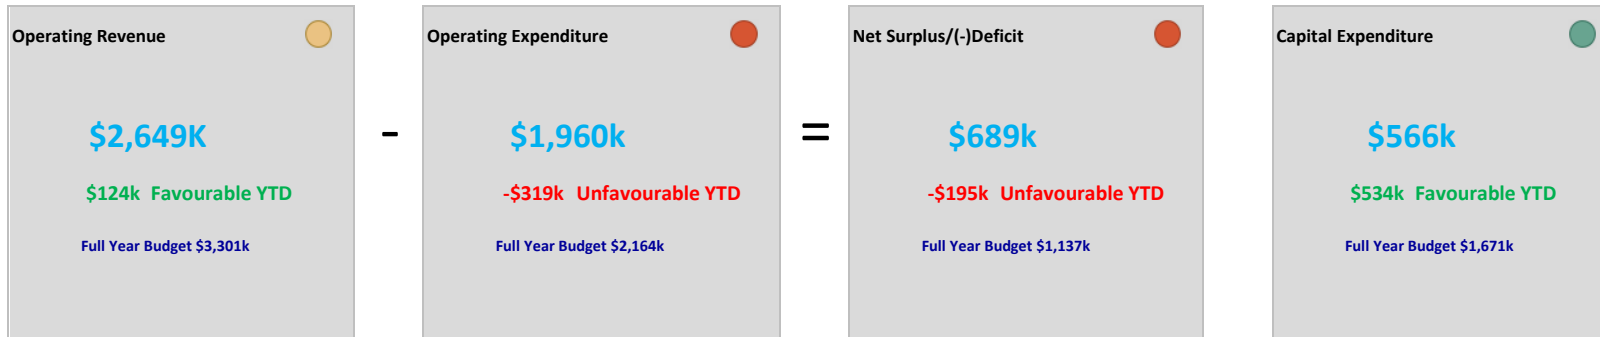 Operating Revenue
$2,649K
$124k Favourable YTD
Full Year Budget $3,301k
-
Operating Expenditure
$1,960k
-$319k Unfavourable YTD
Full Year Budget $2,164k
=
Net Surplus/(-)Deficit
$689k
-$195k Unfavourable YTD
Full Year Budget $1,137k
Capital Expenditure
$566k
$534k Favourable YTD
Full Year Budget $1,671k